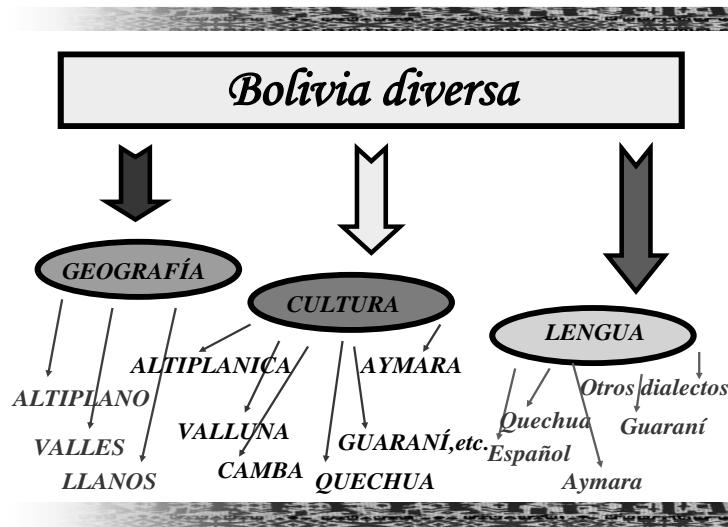 Bolivia diversa
GEOGRAFÍA
ALTIPLANO
VALLES
LLANOS
CULTURA
ALTIPLANICA
AYMARA
VALLUNA
GUARANÍ,etc.
CAMBA
QUECHUA
LENGUA
Otros dialectos
Quechua
Guaraní
Español
Aymara